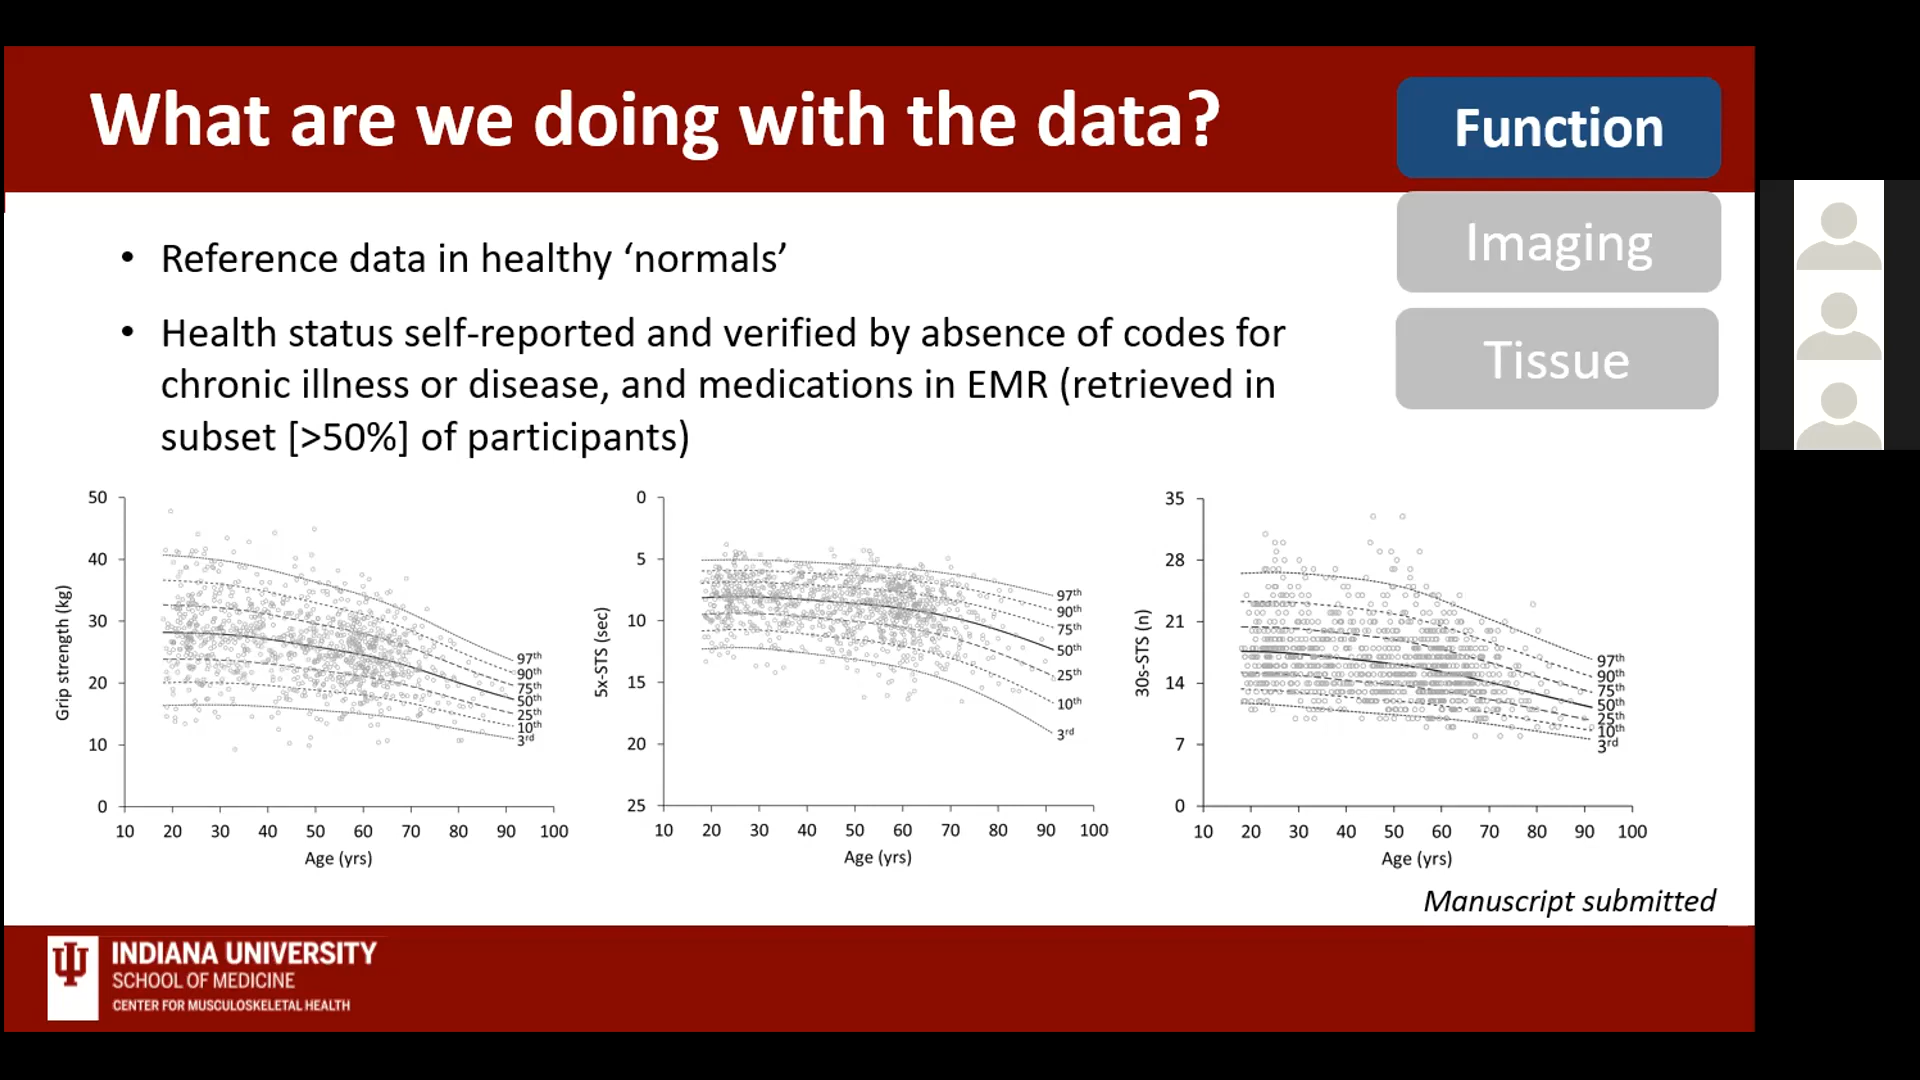 What are we doing with the data?
Function
Imaging
Tissue
• Reference data in healthy ‘normals’
• Health status self-reported and verified by absence of codes for
chronic illness or disease, and medications in EMR (retrieved in
subset [>50%] of participants)
Grip strength (kg)
50
40
30
20
10
0
10 20 30 40 50 60 70 80 90 100
Age (yrs)
97th
90th
75th
50th
25th
10th
3rd
5x-STS (sec)
0
5
10
15
20
25
10 20 30 40 50 60 70 80 90 100
Age (yrs)
97th
90th
75th
50th
25th
10th
3rd
30s-STS (n)
35
28
21
14
7
0
10 20 30 40 50 60 70 80 90 100
Age (yrs)
97th
90th
75th
50th
25th
10th
3rd
Manuscript submitted
INDIANA UNIVERSITY
SCHOOL OF MEDICINE
CENTER FOR MUSCULOSKELETAL HEALTH